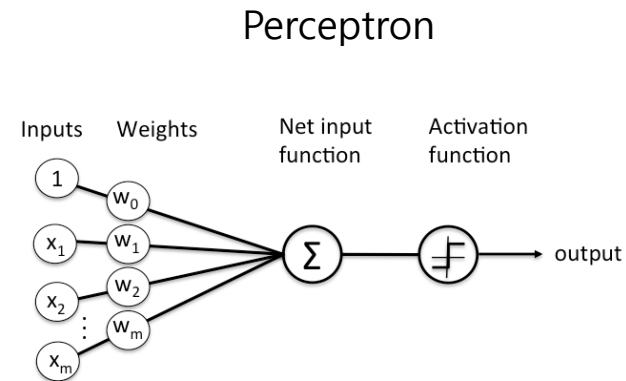 Perceptron
Inputs Weights Net input function Activation function
1 w0
x1 w1
x2 w2
⋮ wm
xm
Σ
output